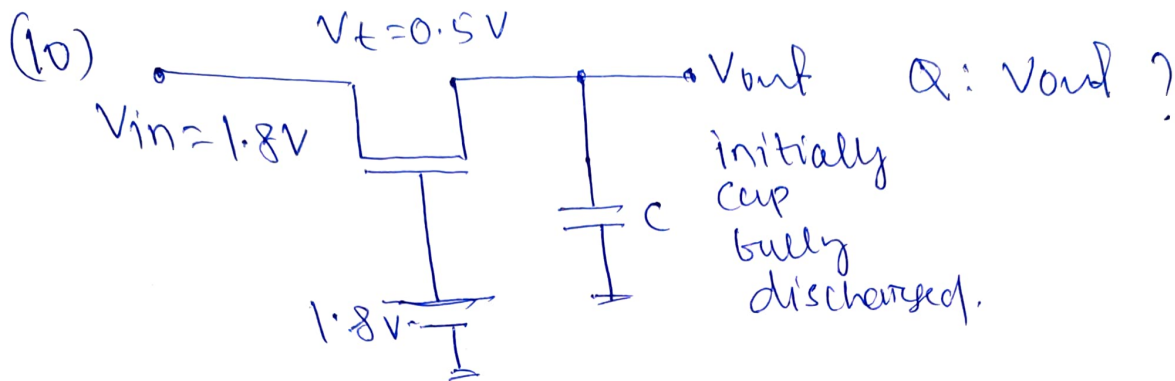 (10)
Vt=0.5V
Vin=1.8V
Vout
Q: Vout ?
initially
cap
fully
discharged.
C
1.8V